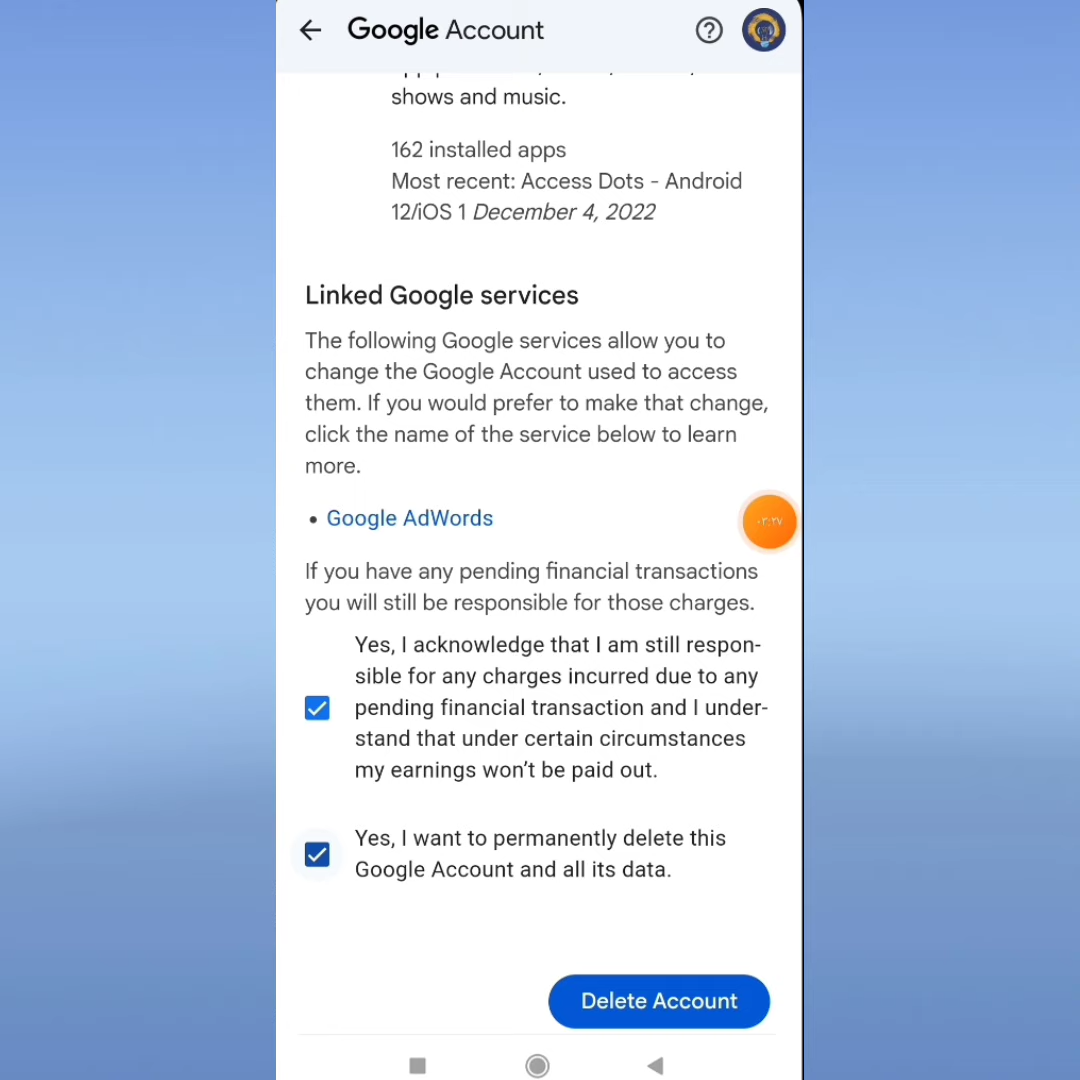 Google Account
shows and music.
162 installed apps
Most recent: Access Dots - Android
12/iOS 1 December 4, 2022
Linked Google services
The following Google services allow you to
change the Google Account used to access
them. If you would prefer to make that change,
click the name of the service below to learn
more.
• Google AdWords
If you have any pending financial transactions
you will still be responsible for those charges.
Yes, I acknowledge that I am still respon-
sible for any charges incurred due to any
pending financial transaction and I under-
stand that under certain circumstances
my earnings won’t be paid out.
Yes, I want to permanently delete this
Google Account and all its data.
Delete Account